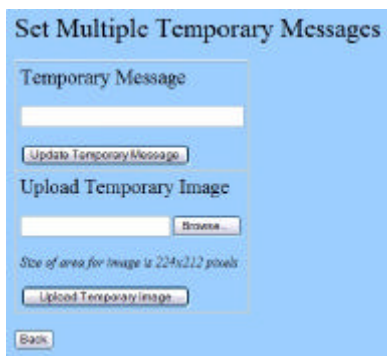 Set Multiple Temporary Messages
Temporary Message
Update Temporary Message
Upload Temporary Image
Browse...
Size of area for image is 224x212 pixels
Upload Temporary Image
Back